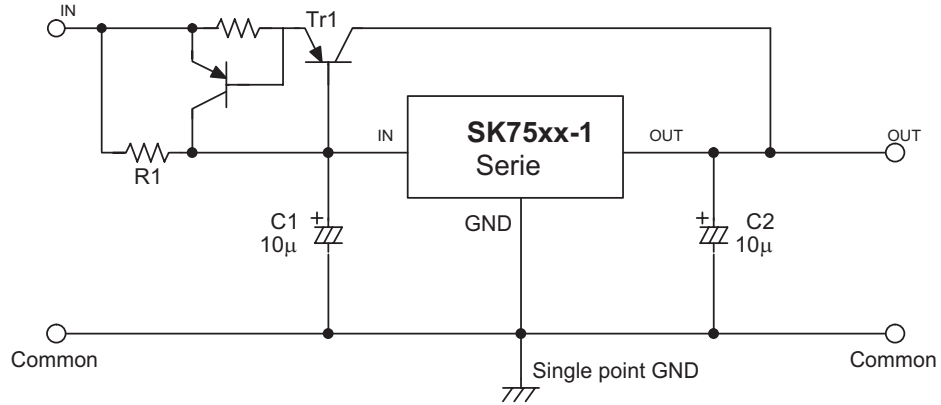 IN
Tr1
SK75xx-1
Serie
IN
OUT
OUT
R1
GND
C1
10μ
C2
10μ
+
+
Common
Common
Single point GND